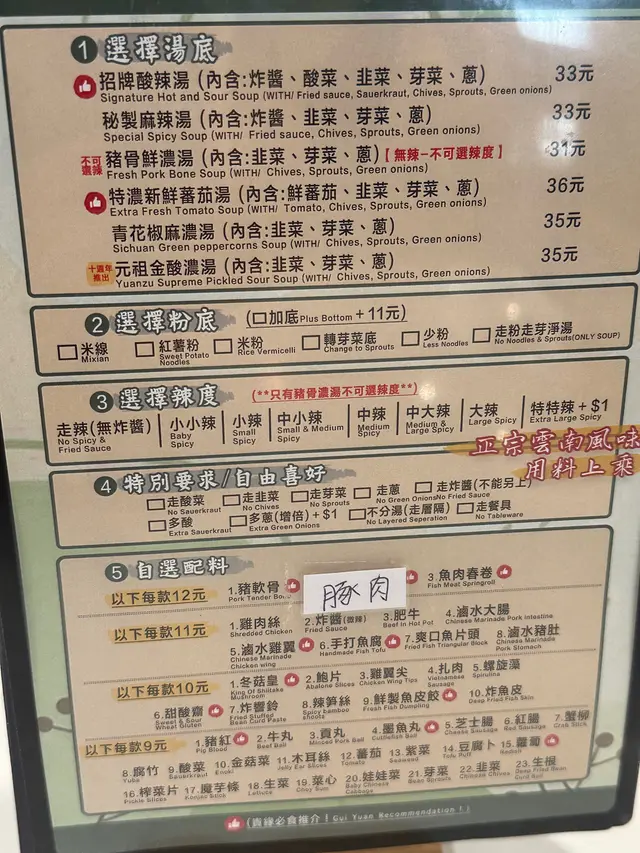 1 選擇湯底
招牌酸辣湯 (內含:炸醬、酸菜、韭菜、芽菜、蔥) 33元
Signature Hot and Sour Soup (WITH/ Fried sauce, Sauerkraut, Chives, Sprouts, Green onions)
秘製麻辣湯 (內含:炸醬、韭菜、芽菜、蔥) 33元
Special Spicy Soup (WITH/ Fried sauce, Chives, Sprouts, Green onions)
不可選辣 豬骨鮮濃湯 (內含:韭菜、芽菜、蔥)【無辣-不可選辣度】 31元
Fresh Pork Bone Soup (WITH/ Chives, Sprouts, Green onions)
特濃新鮮蕃茄湯 (內含:鮮蕃茄、韭菜、芽菜、蔥) 36元
Extra Fresh Tomato Soup (WITH/ Tomato, Chives, Sprouts, Green onions)
青花椒麻濃湯 (內含:韭菜、芽菜、蔥) 35元
Sichuan Green peppercorns Soup (WITH/ Chives, Sprouts, Green onions)
十週年推出 元祖金酸濃湯 (內含:韭菜、芽菜、蔥) 35元
Yuanzu Supreme Pickled Sour Soup (WITH/ Chives, Sprouts, Green onions)
2 選擇粉底 (加底Plus Bottom +11元)
米線 紅薯粉 米粉 轉芽菜底 少粉 走粉走芽淨湯
Mixian Sweet Potato Noodles Rice Vermicelli Change to Sprouts Less Noodles No Noodles & Sprouts(ONLY SOUP)
3 選擇辣度 (**只有豬骨濃湯不可選辣度**)
走辣(無炸醬) 小小辣 小辣 中小辣 中辣 中大辣 大辣 特特辣+$1
No Spicy & Fried Sauce Baby Spicy Small Spicy Small & Medium Spicy Medium Spicy Medium & Large Spicy Large Spicy Extra Large Spicy
正宗雲南風味
用料上乘
4 特別要求/自由喜好
走酸菜 走韭菜 走芽菜 走蔥 走炸醬(不能另上)
No Sauerkraut No Chives No Sprouts No Green Onions No Fried Sauce
多酸 多蔥(增倍)+$1 不分湯(走層隔) 走餐具
Extra Sauerkraut Extra Green Onions No Layered Seperation No Tableware
5 自選配料
以下每款12元 1.豬軟骨 豚肉 3.魚肉春卷
Pork Tender Fish Meat Springroll
以下每款11元 1.雞肉絲 2.炸醬(微辣) 3.肥牛 4.滷水大腸
Shredded Chicken Fried Sauce Beef in Hot Pot Chinese Marinade Pork Intestine
5.滷水雞翼 6.手打魚腐 7.爽口魚片頭 8.滷水豬肚
Chinese Marinade Chicken wing Handmade Fish Tofu Fried Fish Triangular Block Chinese Marinade Pork Stomach
以下每款10元 1.冬菇皇 2.鮑片 3.雞翼尖 4.扎肉 5.螺旋藻
King Of Shiitake Mushroom Abalone Slices Chicken Wing Tips Vietnamese Sausage Spirulina
6.甜酸齋 7.炸響鈴 8.辣笋絲 9.鮮製魚皮餃 10.炸魚皮
Sweet & Sour Wheat Gluten Fried Stuffed Bean Curd Paste Spicy bamboo shoots Fresh Fish Dumpling Deep Fried Fish Skin
以下每款9元 1.豬紅 2.牛丸 3.貢丸 4.墨魚丸 5.芝士腸 6.紅腸 7.蟹柳
Pig Blood Beef Ball Minced Pork Ball Cuttlefish Ball Cheese Sausage Red Sausage Crab Stick
8.腐竹 9.酸菜 10.金菇菜 11.木耳絲 12.蕃茄 13.紫菜 14.豆腐卜 15.蘿蔔
Yuba Sauerkraut Enoki Jelly Ear Slices Tomato Seaweed Tofu Puff
16.榨菜片 17.魔芋條 18.生菜 19.菜心 20.娃娃菜 21.芽菜 22.韭菜 23.生根
Pickle Slices Konjac Stick Lettuce Choy Sum Baby Chinese Cabbage Bean Sprouts Chinese Chives Deep Fried Bean Curd Roll
(貴緣必食推介 | Gui Yuan Recommendation !)